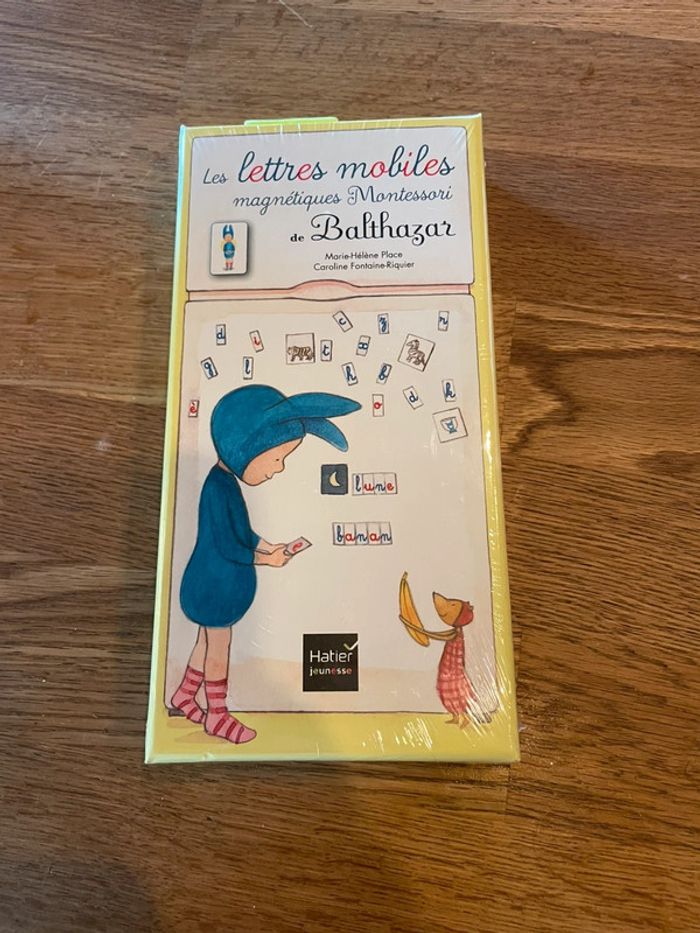 Les lettres mobiles
magnétiques Montessori
de Balthazar
Marie-Hélène Place
Caroline Fontaine-Riquier
d i c z r
q l t h b
è o d h
lune
banan
e
Hatier
jeunesse